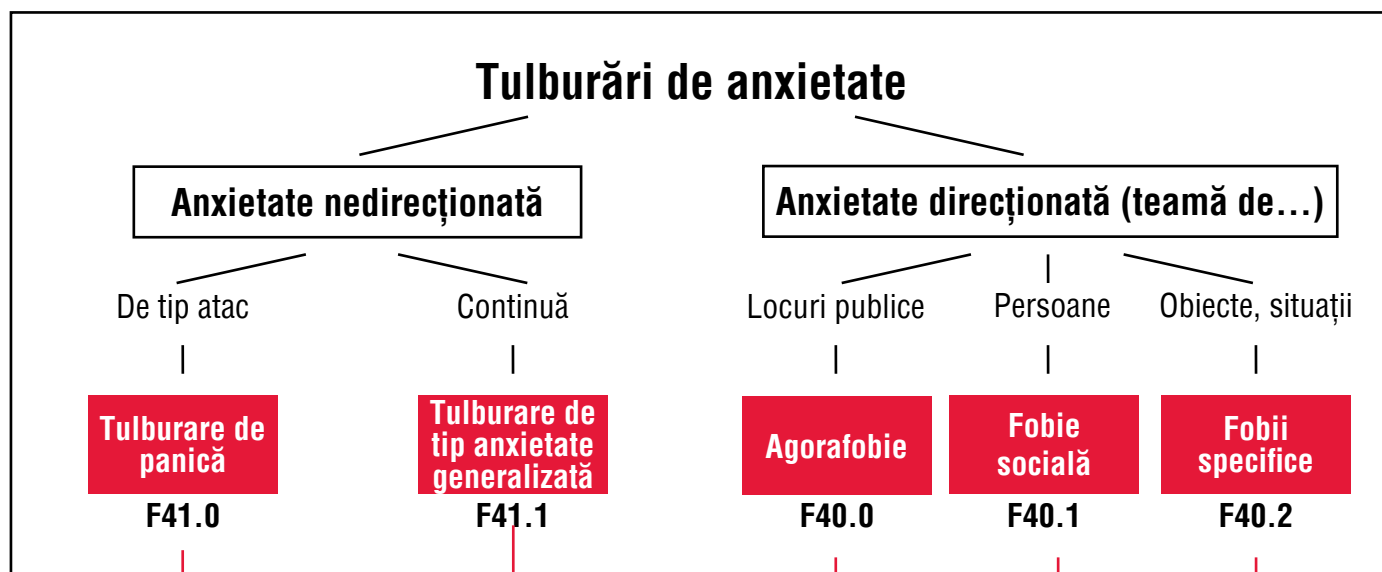 Tulburări de anxietate
Anxietate nedirecționată
Anxietate direcționată (teamă de…)
De tip atac
Continuă
Locuri publice
Persoane
Obiecte, situații
Tulburare de
panică
Tulburare de
tip anxietate
generalizată
Agorafobie
Fobie
socială
Fobii
specifice
F41.0
F41.1
F40.0
F40.1
F40.2